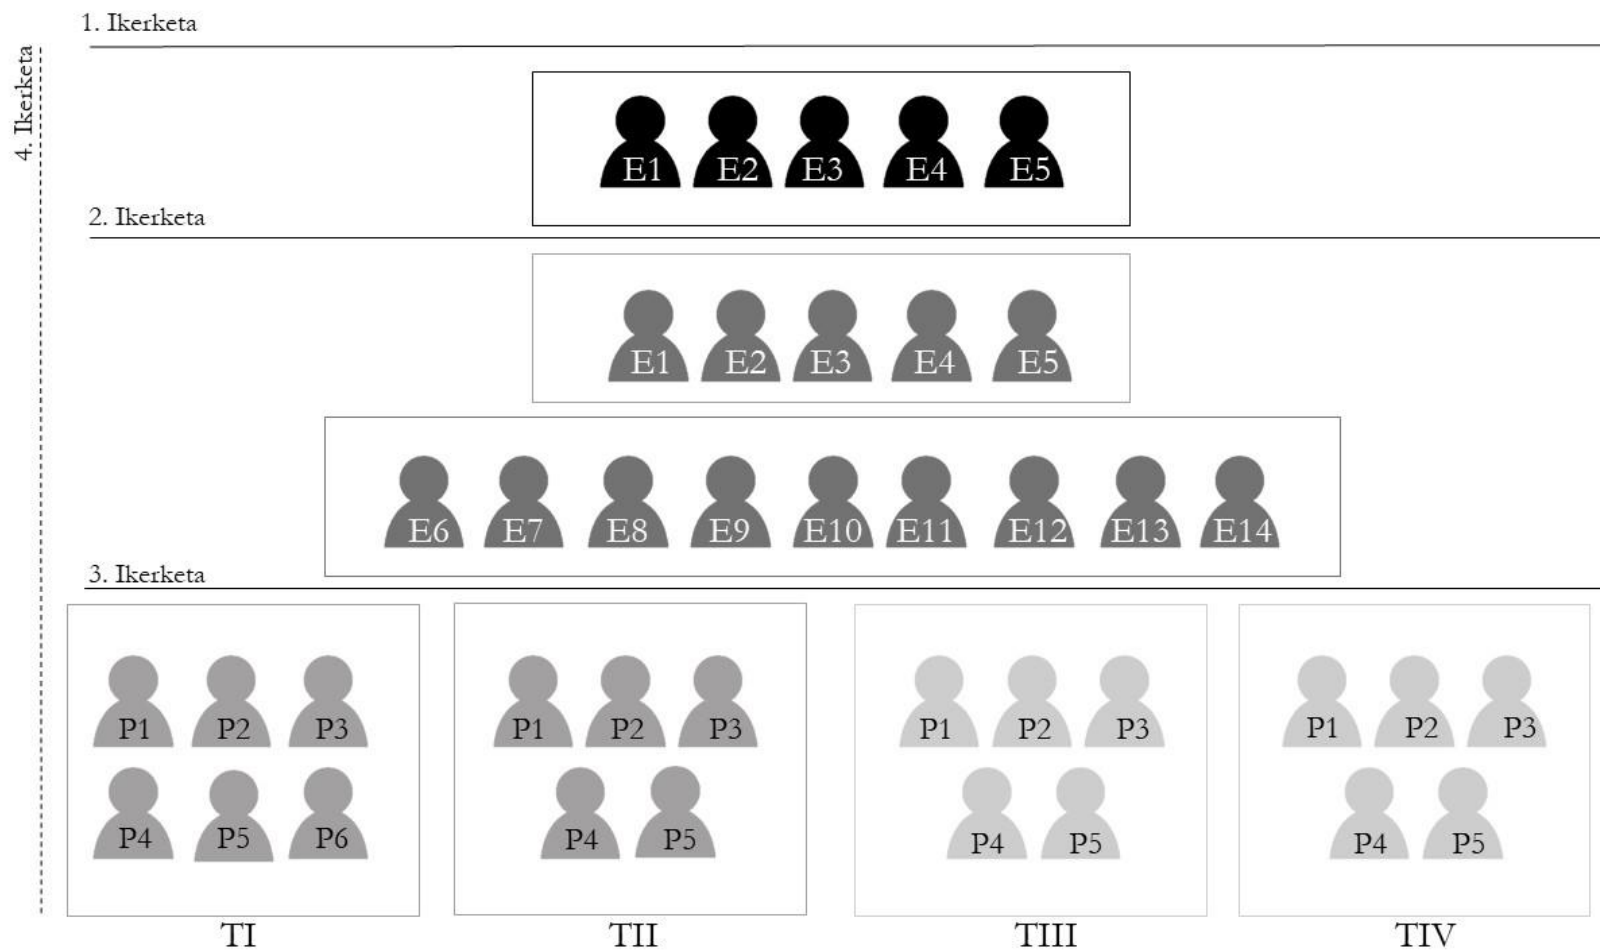 1. Ikerketa
4. Ikerketa
E1 E2 E3 E4 E5
2. Ikerketa
E1 E2 E3 E4 E5
E6 E7 E8 E9 E10 E11 E12 E13 E14
3. Ikerketa
P1 P2 P3
P4 P5 P6
TI
P1 P2 P3
P4 P5
TII
P1 P2 P3
P4 P5
TIII
P1 P2 P3
P4 P5
TIV